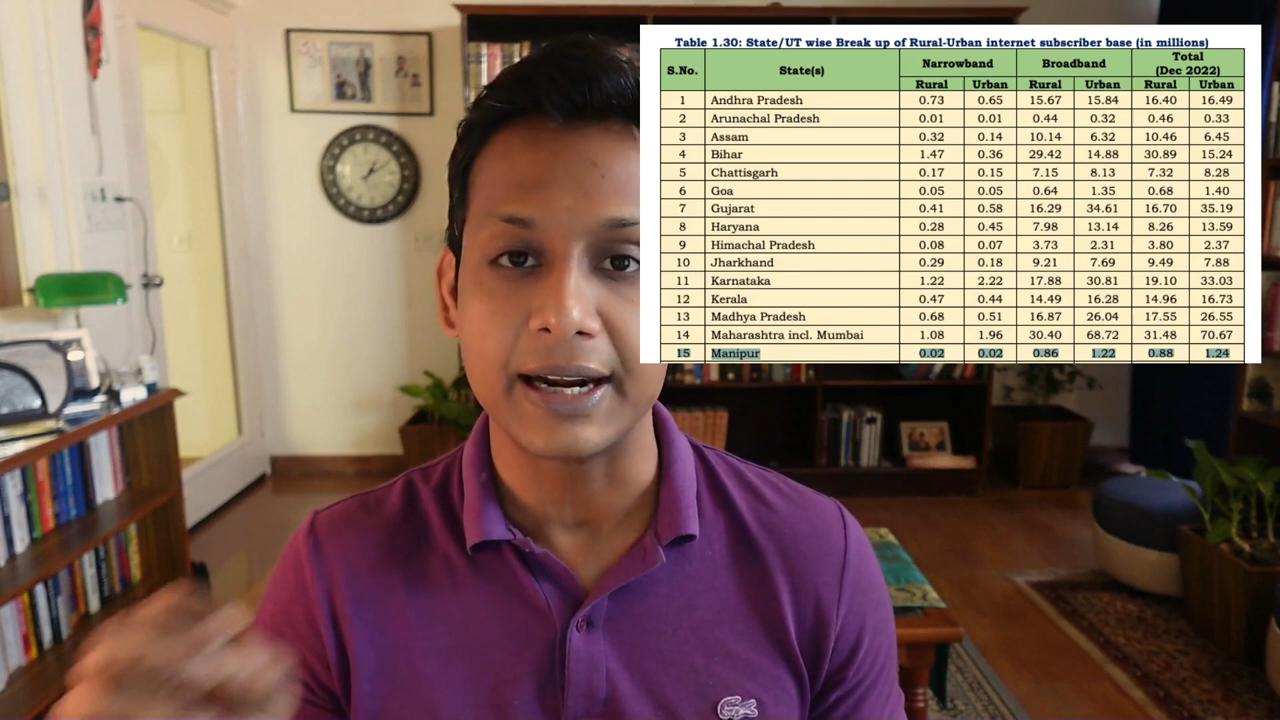 Table 1.30: State/UT wise Break up of Rural-Urban internet subscriber base (in millions)
S.No. State(s) Narrowband Broadband Total (Dec 2022)
Rural Urban Rural Urban Rural Urban
1 Andhra Pradesh 0.73 0.65 15.67 15.84 16.40 16.49
2 Arunachal Pradesh 0.01 0.01 0.44 0.32 0.46 0.33
3 Assam 0.32 0.14 10.14 6.32 10.46 6.45
4 Bihar 1.47 0.36 29.42 14.88 30.89 15.24
5 Chattisgarh 0.17 0.15 7.15 8.13 7.32 8.28
6 Goa 0.05 0.05 0.64 1.35 0.68 1.40
7 Gujarat 0.41 0.58 16.29 34.61 16.70 35.19
8 Haryana 0.28 0.45 7.98 13.14 8.26 13.59
9 Himachal Pradesh 0.08 0.07 3.73 2.31 3.80 2.37
10 Jharkhand 0.29 0.18 9.21 7.69 9.49 7.88
11 Karnataka 1.22 2.22 17.88 30.81 19.10 33.03
12 Kerala 0.47 0.44 14.49 16.28 14.96 16.73
13 Madhya Pradesh 0.68 0.51 16.87 26.04 17.55 26.55
14 Maharashtra incl. Mumbai 1.08 1.96 30.40 68.72 31.48 70.67
15 Manipur 0.02 0.02 0.86 1.22 0.88 1.24